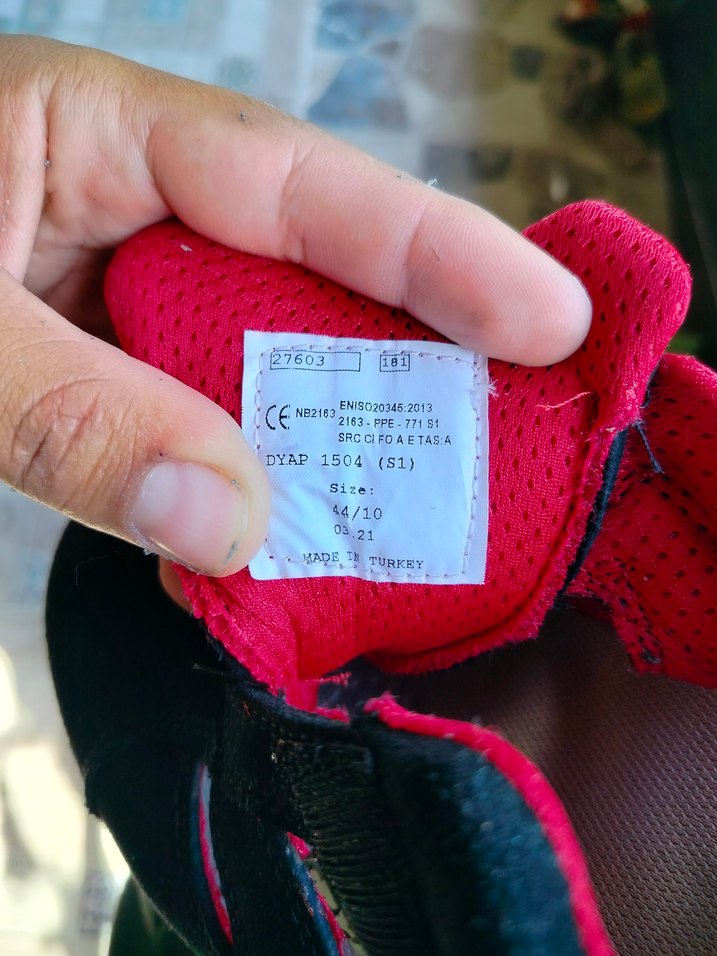 27603 181
CE NB2163 ENISO20345:2013
2163 - PPE - 771 S1
SRC CI FO A E TAS:A
DYAP 1504 (S1)
Size:
44/10
03.21
MADE IN TURKEY